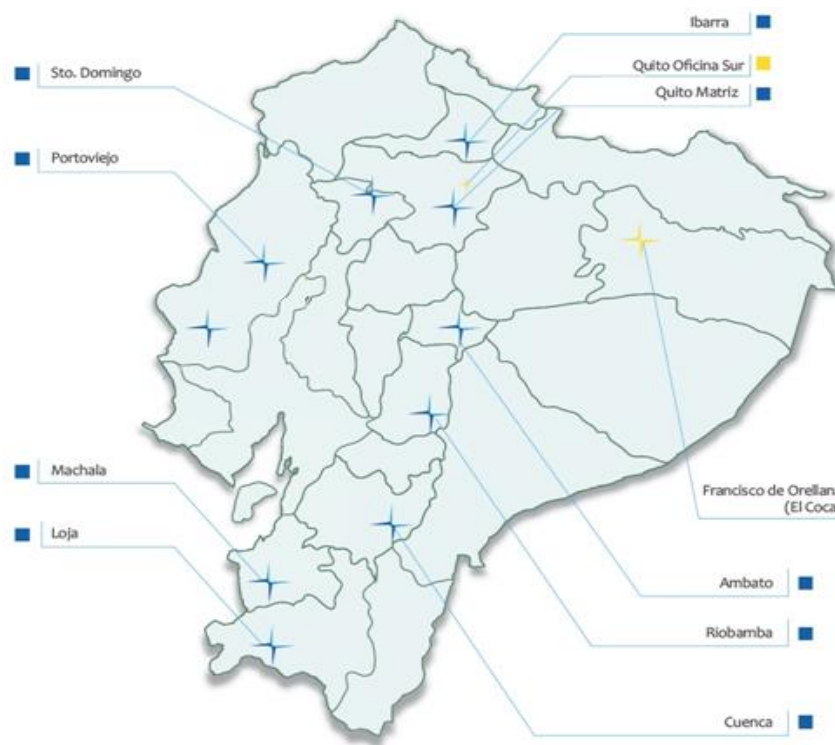 Ibarra
Quito Oficina Sur
Quito Matriz
Sto. Domingo
Portoviejo
Machala
Loja
Francisco de Orellan
(El Coca
Ambato
Riobamba
Cuenca